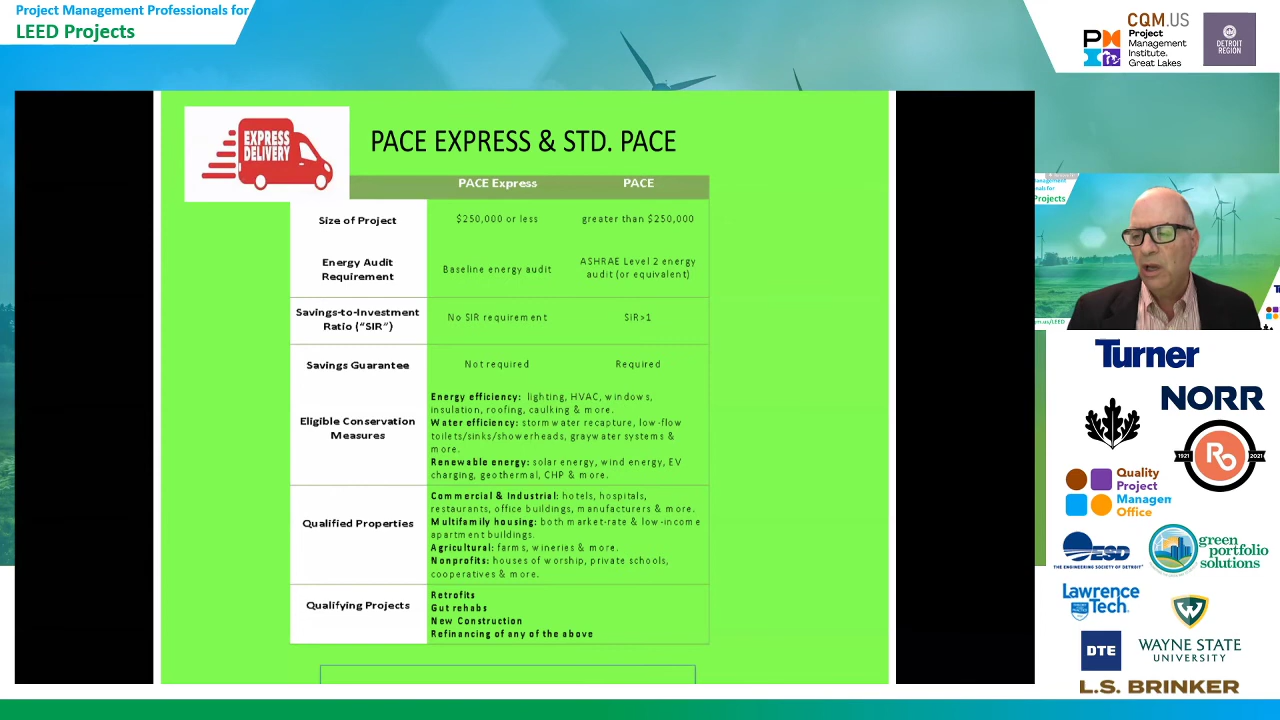 Project Management Professionals for
LEED Projects
CQM.US
Project
Management
Institute.
Great Lakes
DETROIT
REGION
EXPRESS
DELIVERY
PACE EXPRESS & STD. PACE
PACE Express PACE
Size of Project $250,000 or less greater than $250,000
Energy Audit
Requirement
Baseline energy audit
ASHRAE Level 2 energy
audit (or equivalent)
Savings-to-Investment
Ratio ("SIR")
No SIR requirement SIR>1
Savings Guarantee Not required Required
Eligible Conservation
Measures
Energy efficiency: lighting, HVAC, windows,
insulation, roofing, caulking & more.
Water efficiency: stormwater recapture, low-flow
toilets/sinks/showerheads, graywater systems &
more.
Renewable energy: solar energy, wind energy, EV
charging, geothermal, CHP & more.
Qualified Properties
Commercial & Industrial: hotels, hospitals,
restaurants, office buildings, manufacturers & more.
Multifamily housing: both market-rate & low-income
apartment buildings.
Agricultural: farms, wineries & more.
Nonprofits: houses of worship, private schools,
cooperatives & more.
Qualifying Projects
Retrofits
Gut rehabs
New Construction
Refinancing of any of the above
Projects
Turner
NORR
1921 Ro 2021
Quality
Project
Managem
Office
ESD
THE ENGINEERING SOCIETY OF DETROIT
green
portfolio
solutions
Lawrence
Tech
DTE
W
WAYNE STATE
UNIVERSITY
L.S. BRINKER